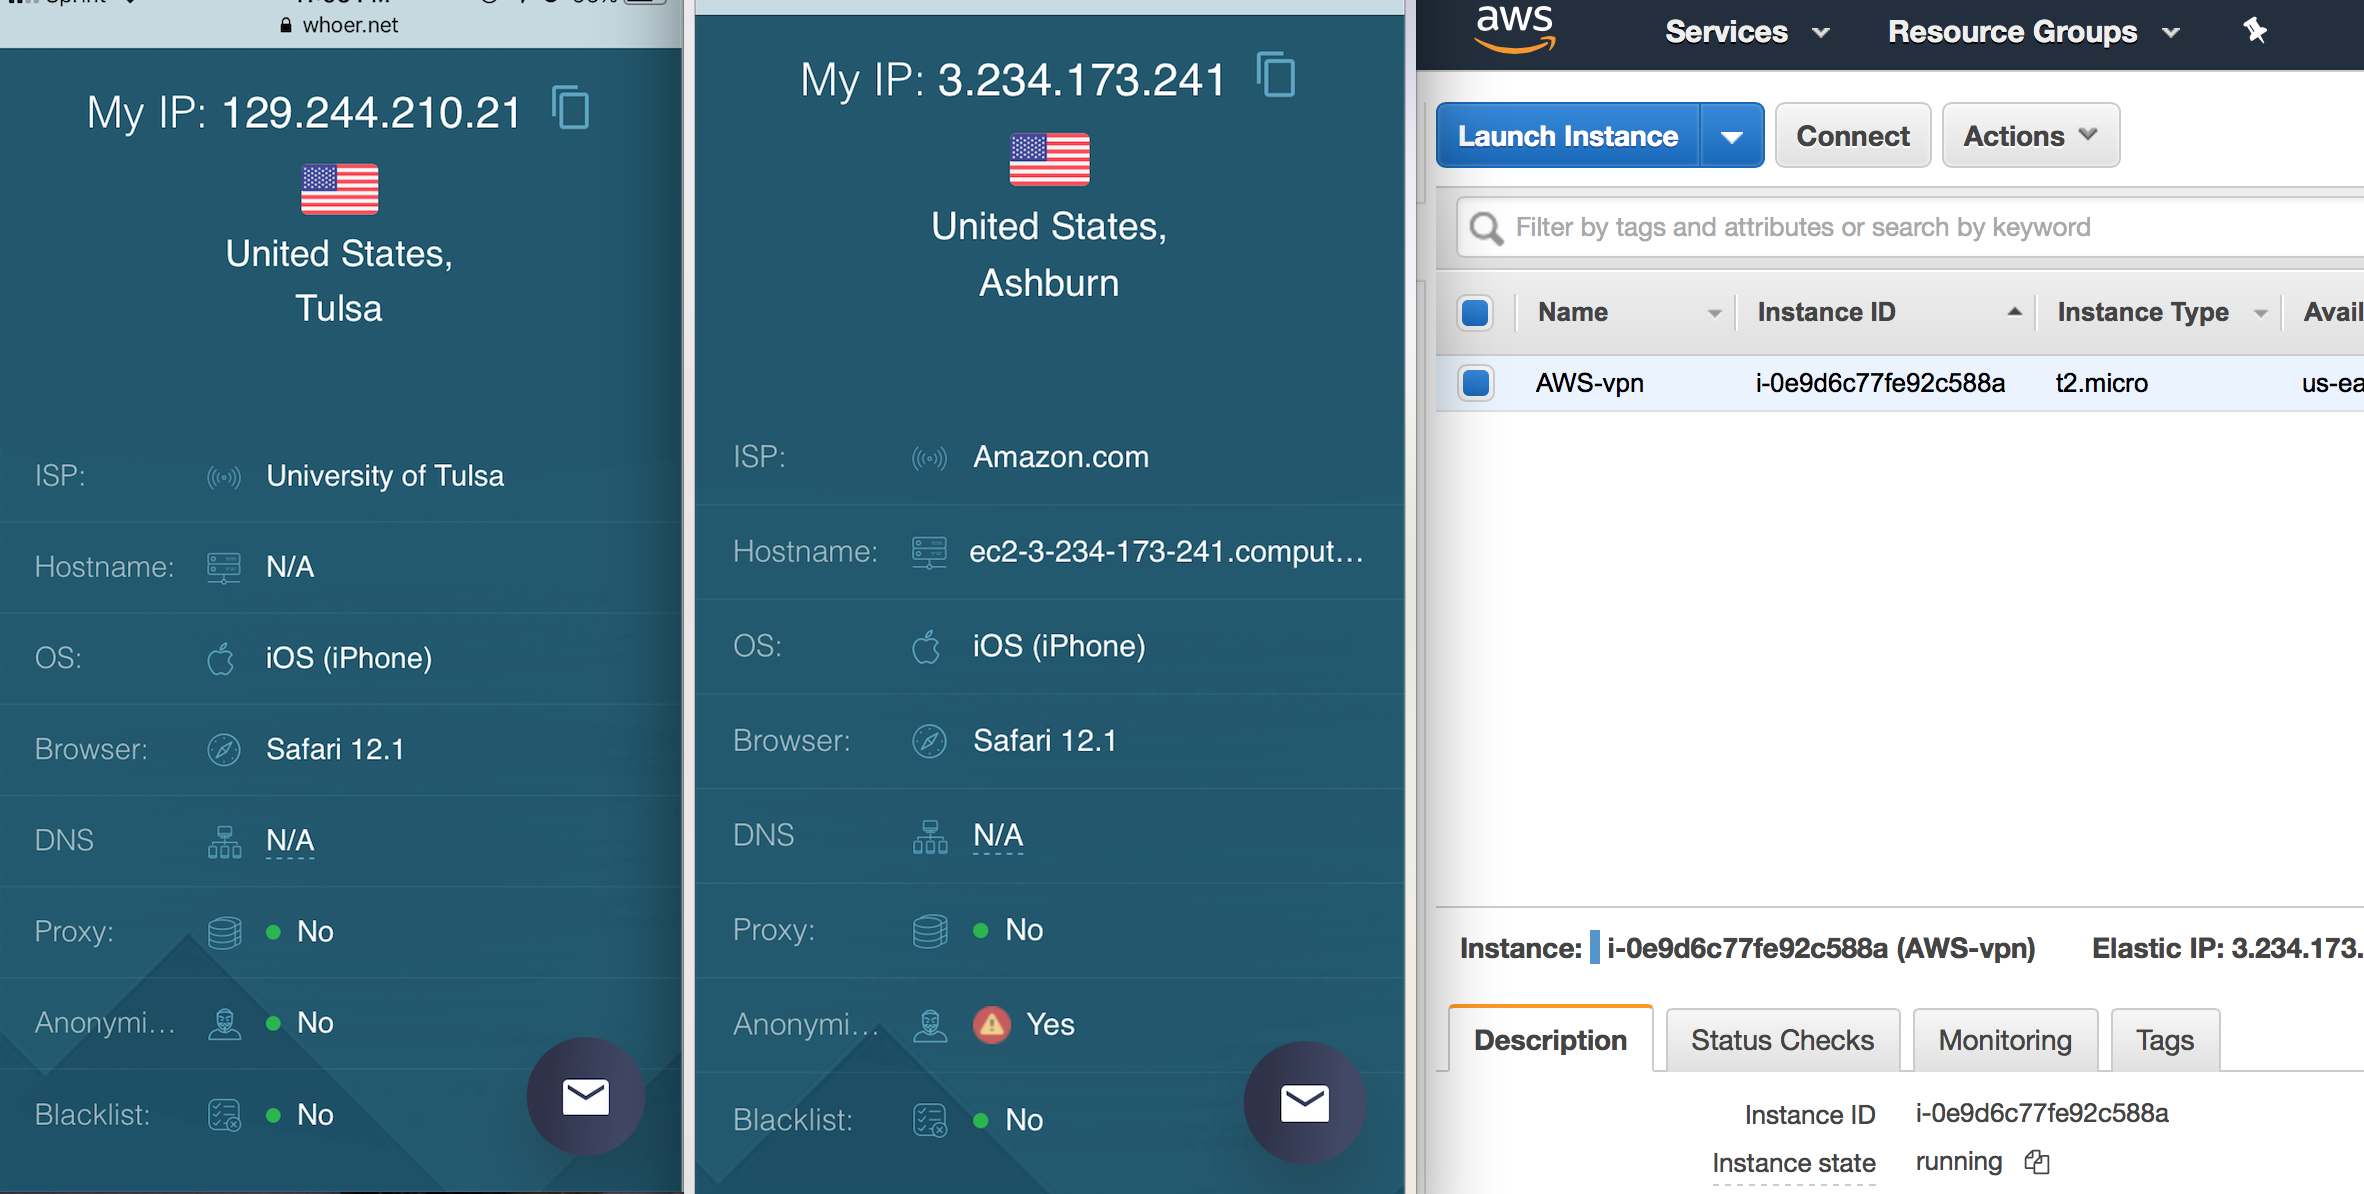 whoer.net
My IP: 129.244.210.21
United States,
Tulsa
ISP: University of Tulsa
Hostname: N/A
OS: iOS (iPhone)
Browser: Safari 12.1
DNS N/A
Proxy: No
Anonymi... No
Blacklist: No
My IP: 3.234.173.241
United States,
Ashburn
ISP: Amazon.com
Hostname: ec2-3-234-173-241.comput...
OS: iOS (iPhone)
Browser: Safari 12.1
DNS N/A
Proxy: No
Anonymi... Yes
Blacklist: No
aws Services Resource Groups
Launch Instance Connect Actions
Filter by tags and attributes or search by keyword
Name Instance ID Instance Type Avail
AWS-vpn i-0e9d6c77fe92c588a t2.micro us-ea
Instance: i-0e9d6c77fe92c588a (AWS-vpn) Elastic IP: 3.234.173.
Description Status Checks Monitoring Tags
Instance ID i-0e9d6c77fe92c588a
Instance state running